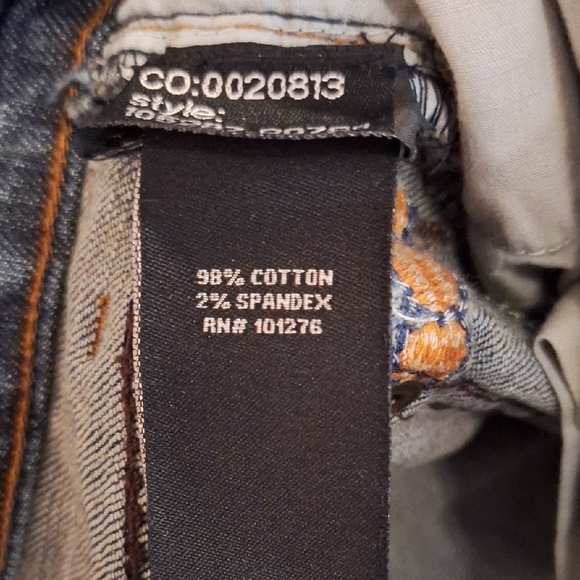 CO:0020813
style:
98% COTTON
2% SPANDEX
RN# 101276